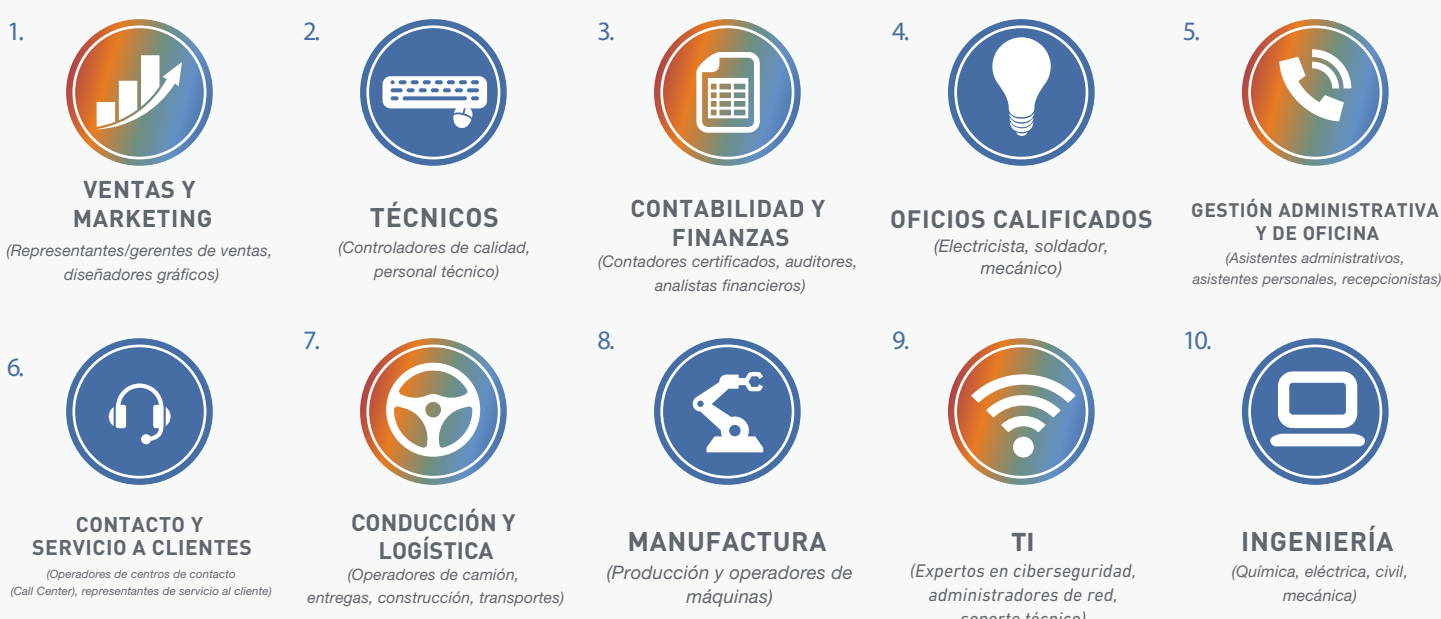 1.
VENTAS Y
MARKETING
(Representantes/gerentes de ventas,
diseñadores gráficos)
2.
TÉCNICOS
(Controladores de calidad,
personal técnico)
3.
CONTABILIDAD Y
FINANZAS
(Contadores certificados, auditores,
analistas financieros)
4.
OFICIOS CALIFICADOS
(Electricista, soldador,
mecánico)
5.
GESTIÓN ADMINISTRATIVA
Y DE OFICINA
(Asistentes administrativos,
asistentes personales, recepcionistas)
6.
CONTACTO Y
SERVICIO A CLIENTES
(Operadores de centros de contacto
(Call Center), representantes de servicio al cliente)
7.
CONDUCCIÓN Y
LOGÍSTICA
(Operadores de camión,
entregas, construcción, transportes)
8.
MANUFACTURA
(Producción y operadores de
máquinas)
9.
TI
(Expertos en ciberseguridad,
administradores de red,
soporte técnico)
10.
INGENIERÍA
(Química, eléctrica, civil,
mecánica)